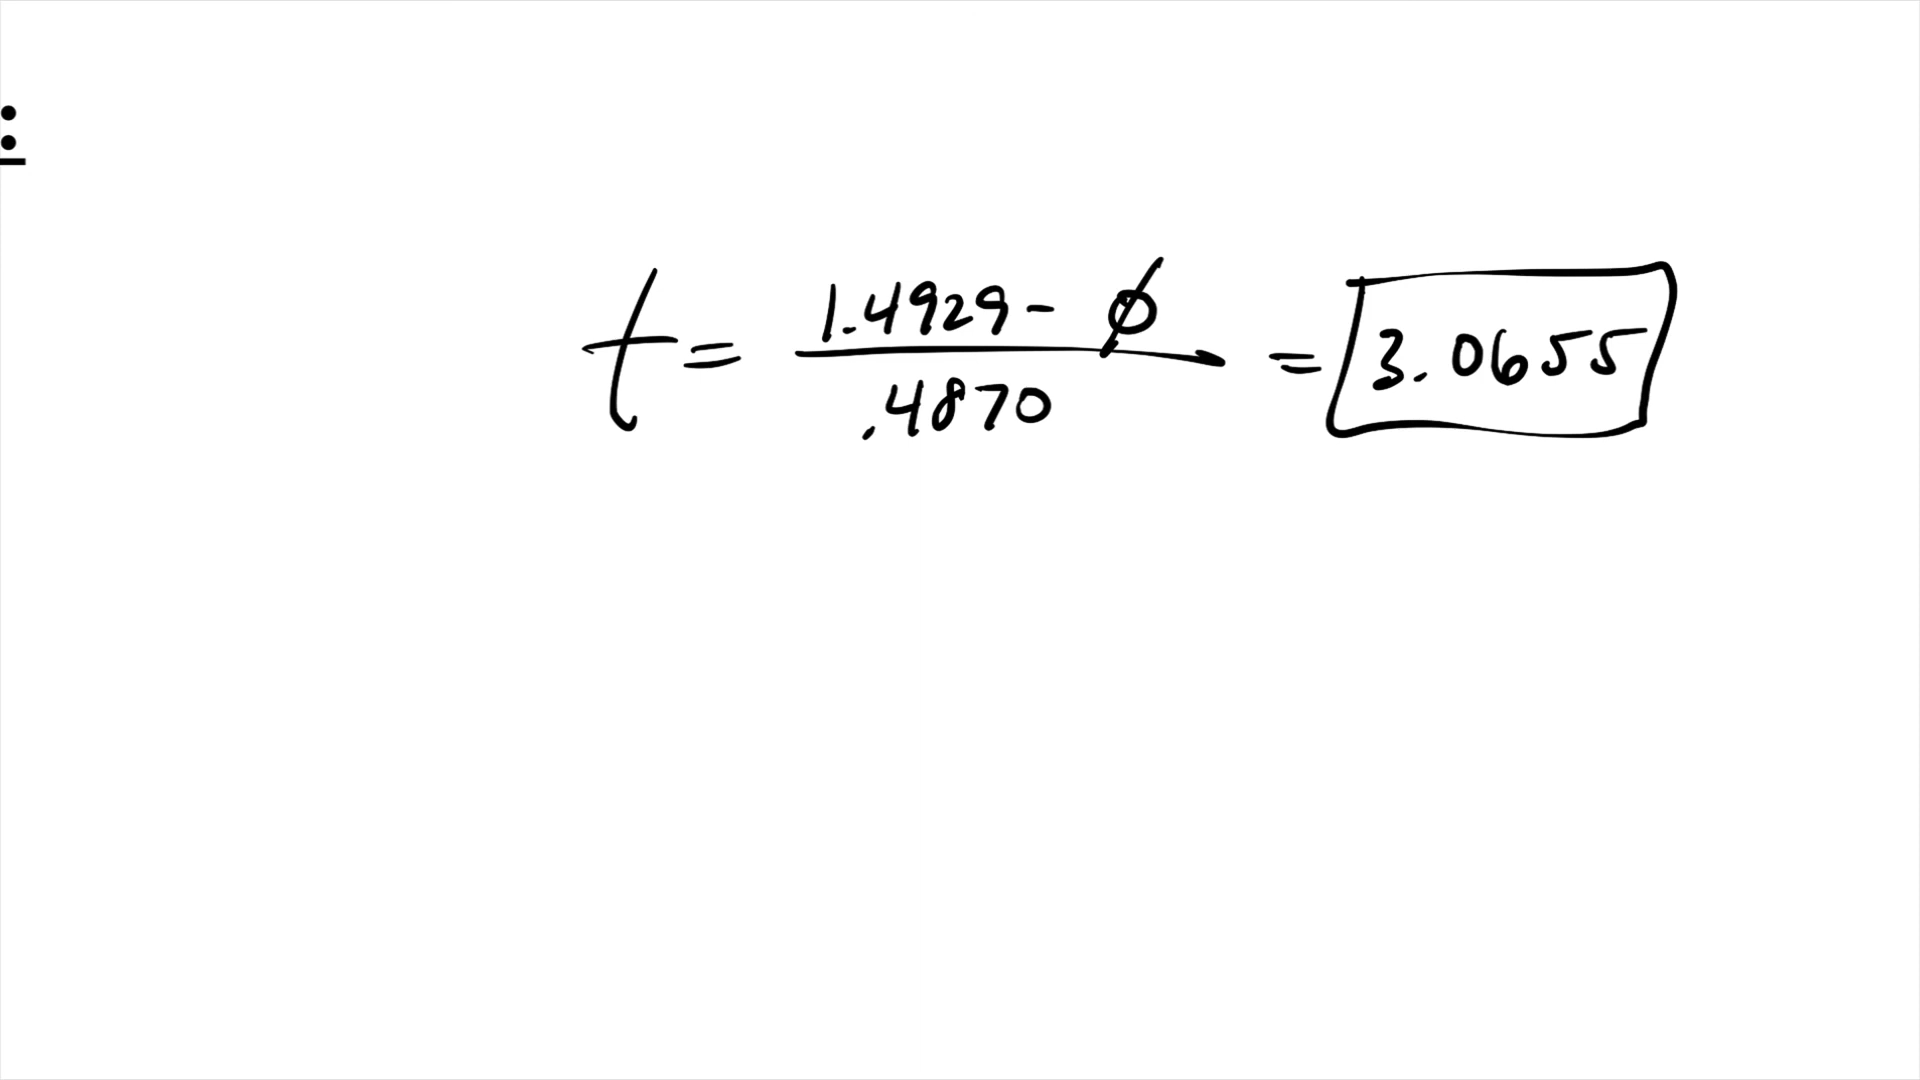 :
t = 1.4929 - ∅ / .4870 = 3.0655